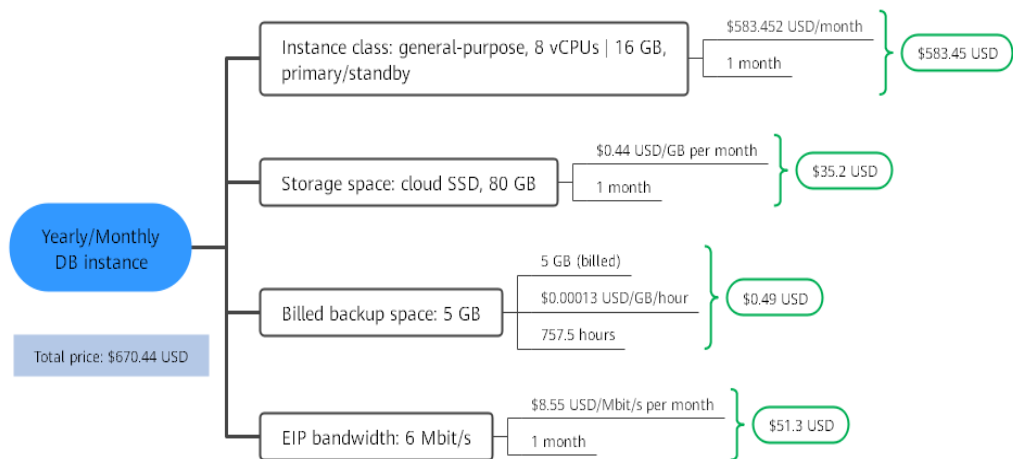 Yearly/Monthly
DB instance
Total price: $670.44 USD
Instance class: general-purpose, 8 vCPUs | 16 GB,
primary/standby
$583.452 USD/month
1 month
$583.45 USD
Storage space: cloud SSD, 80 GB
$0.44 USD/GB per month
1 month
$35.2 USD
Billed backup space: 5 GB
5 GB (billed)
$0.00013 USD/GB/hour
757.5 hours
$0.49 USD
EIP bandwidth: 6 Mbit/s
$8.55 USD/Mbit/s per month
1 month
$51.3 USD